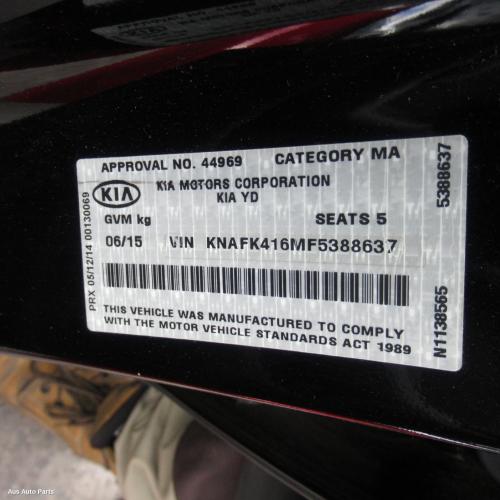 APPROVAL NO. 44969 CATEGORY MA
KIA KIA MOTORS CORPORATION
KIA YD
GVM kg SEATS 5
06/15 VIN KNAFK416MF5388637
THIS VEHICLE WAS MANUFACTURED TO COMPLY
WITH THE MOTOR VEHICLE STANDARDS ACT 1989
PRX 05/12/14 00130069
5388637
N1138565
Aus Auto Parts